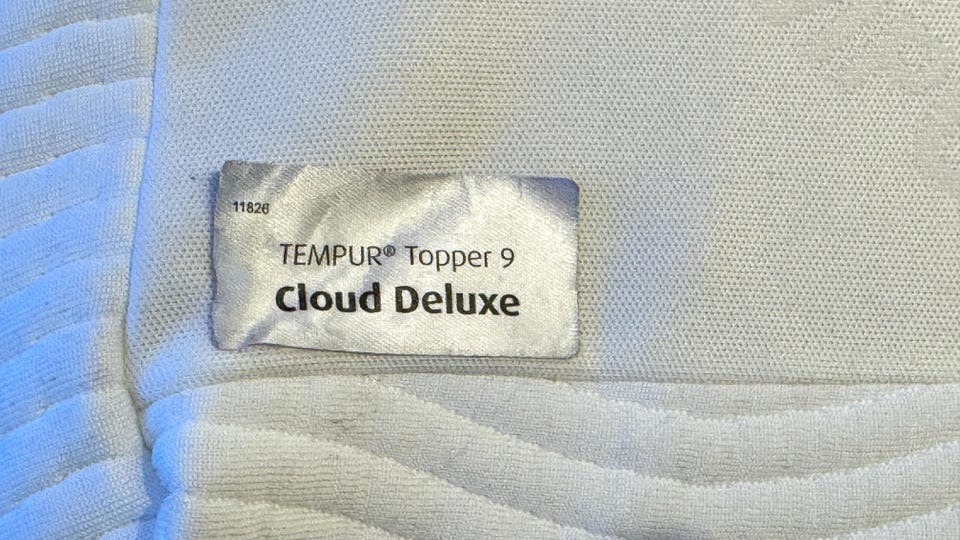 11826
TEMPUR® Topper 9
Cloud Deluxe